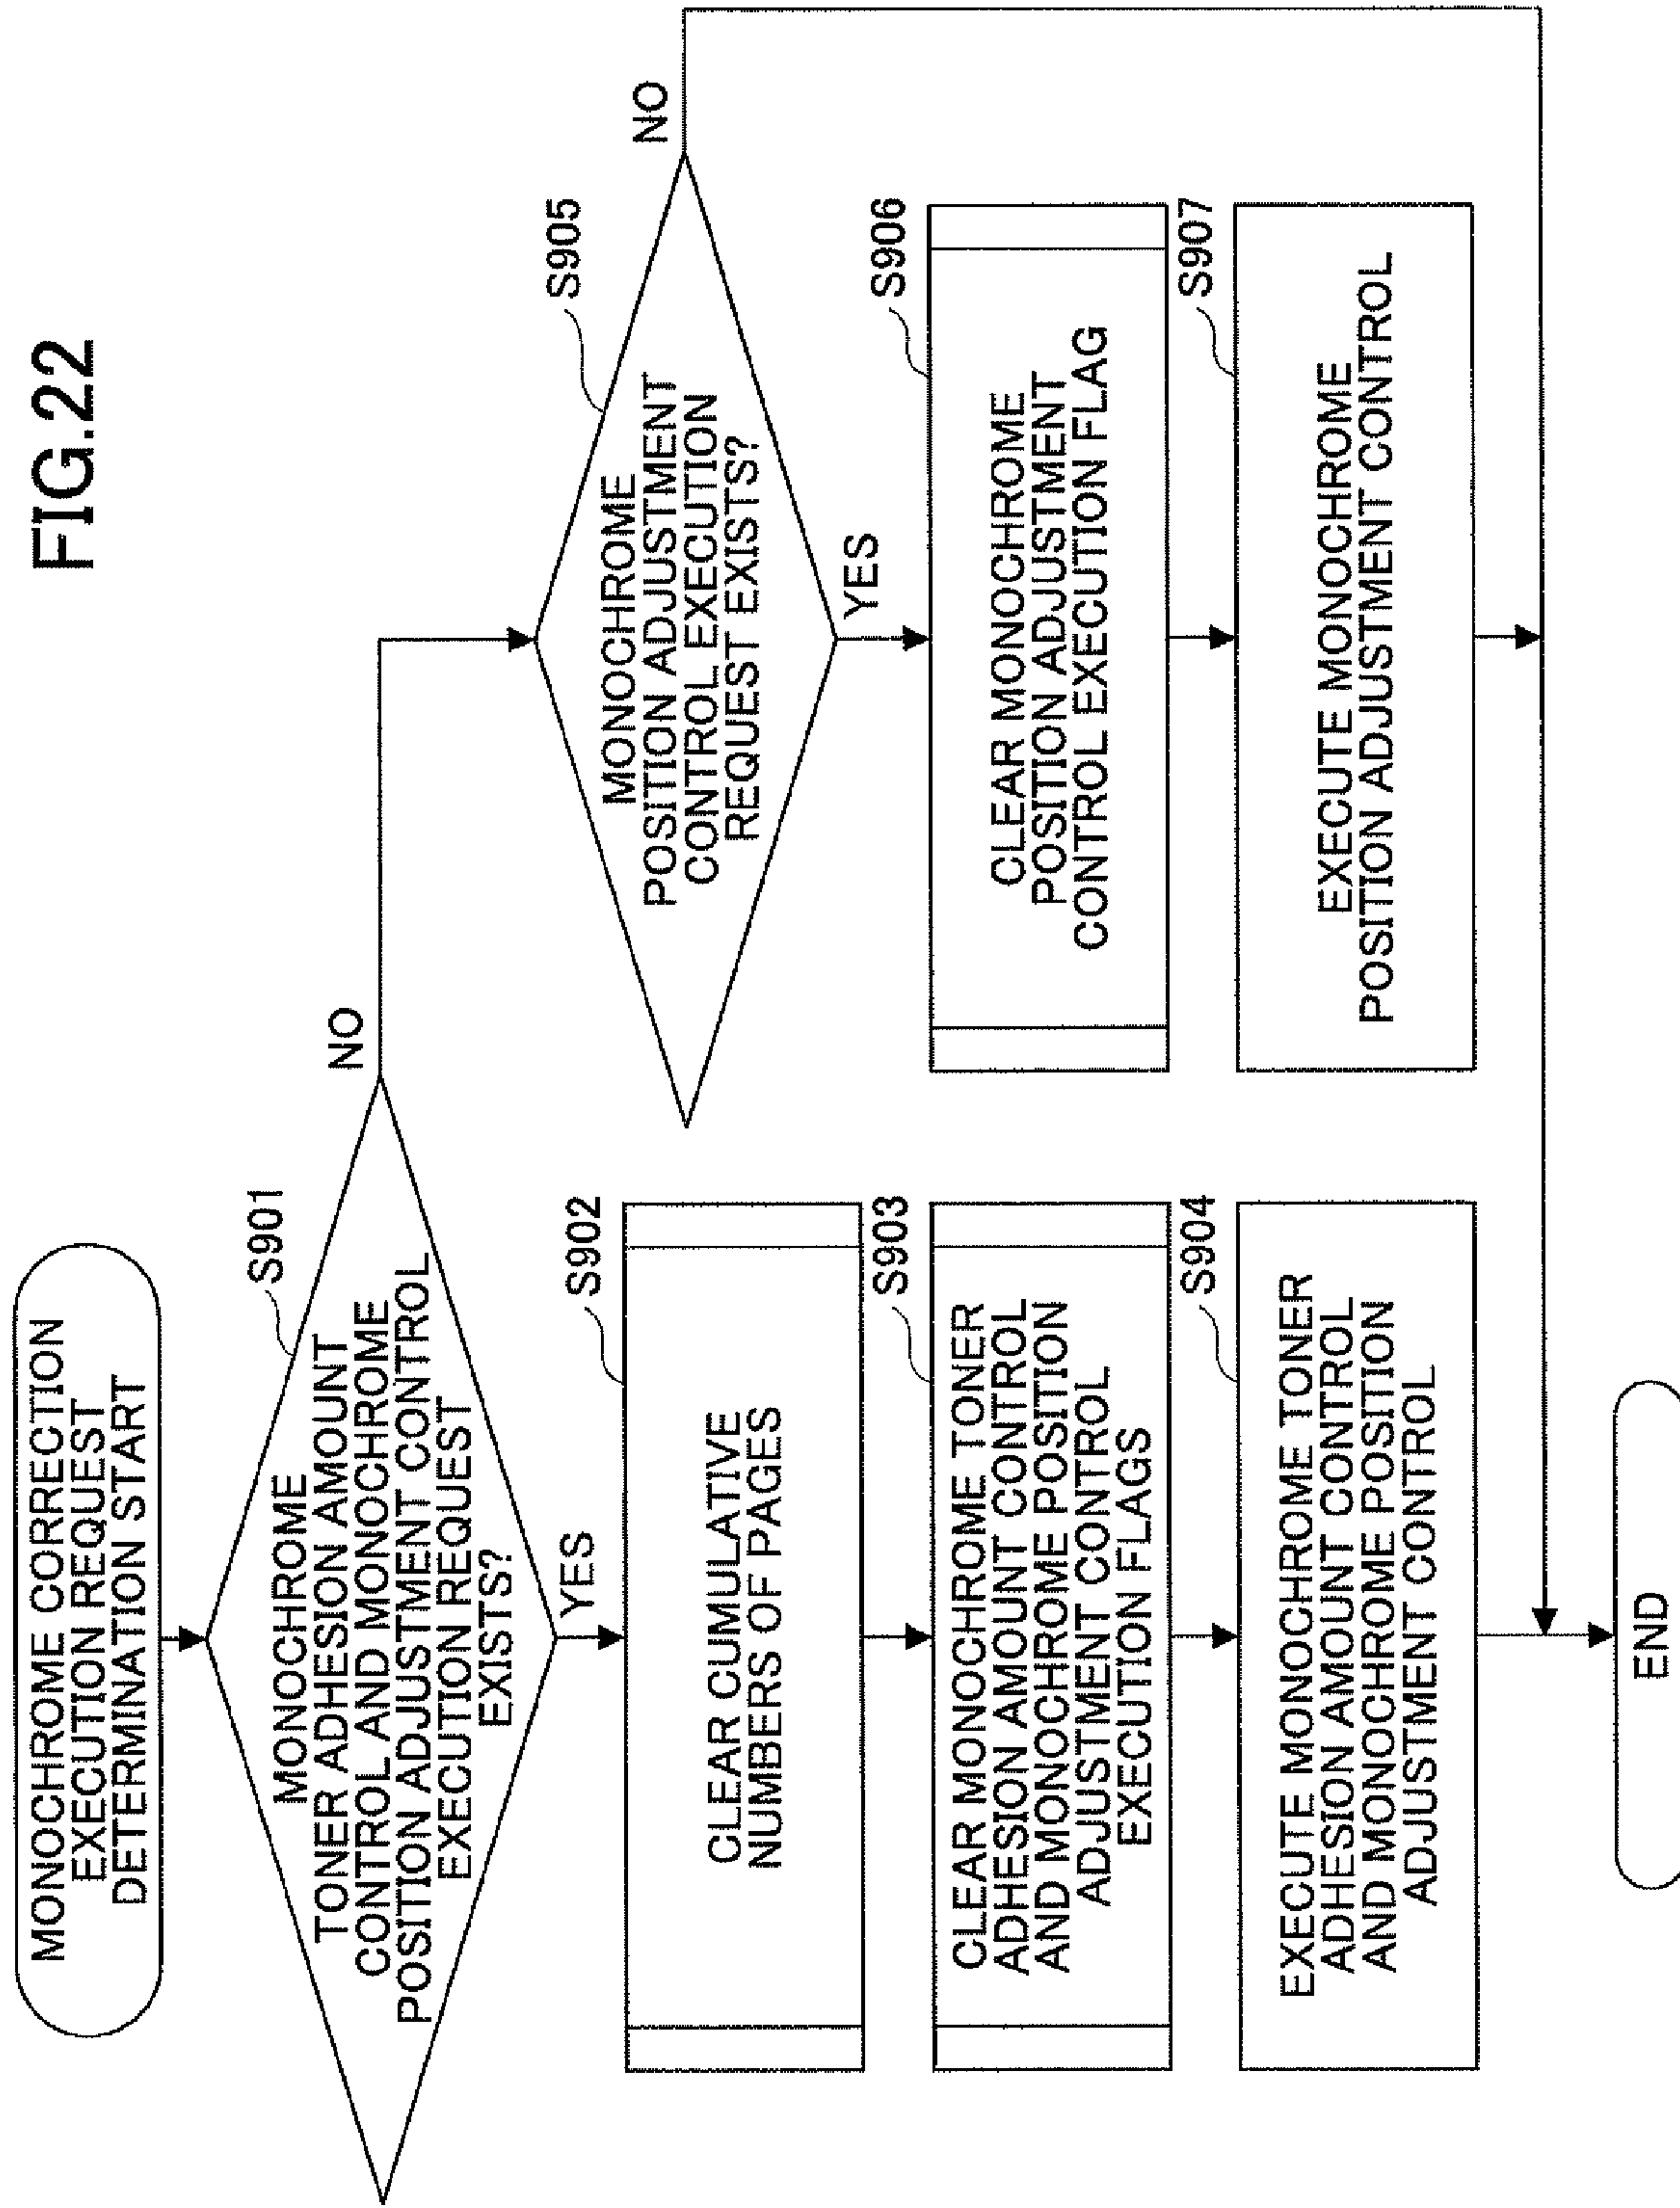 FIG.22
MONOCHROME CORRECTION
EXECUTION REQUEST
DETERMINATION START
S901
MONOCHROME
TONER ADHESION AMOUNT
CONTROL AND MONOCHROME
POSITION ADJUSTMENT CONTROL
EXECUTION REQUEST
EXISTS?
NO
YES
S902
CLEAR CUMULATIVE
NUMBERS OF PAGES
S903
CLEAR MONOCHROME TONER
ADHESION AMOUNT CONTROL
AND MONOCHROME POSITION
ADJUSTMENT CONTROL
EXECUTION FLAGS
S904
EXECUTE MONOCHROME TONER
ADHESION AMOUNT CONTROL
AND MONOCHROME POSITION
ADJUSTMENT CONTROL
S905
MONOCHROME
POSITION ADJUSTMENT
CONTROL EXECUTION
REQUEST EXISTS?
NO
YES
S906
CLEAR MONOCHROME
POSITION ADJUSTMENT
CONTROL EXECUTION FLAG
S907
EXECUTE MONOCHROME
POSITION ADJUSTMENT CONTROL
END